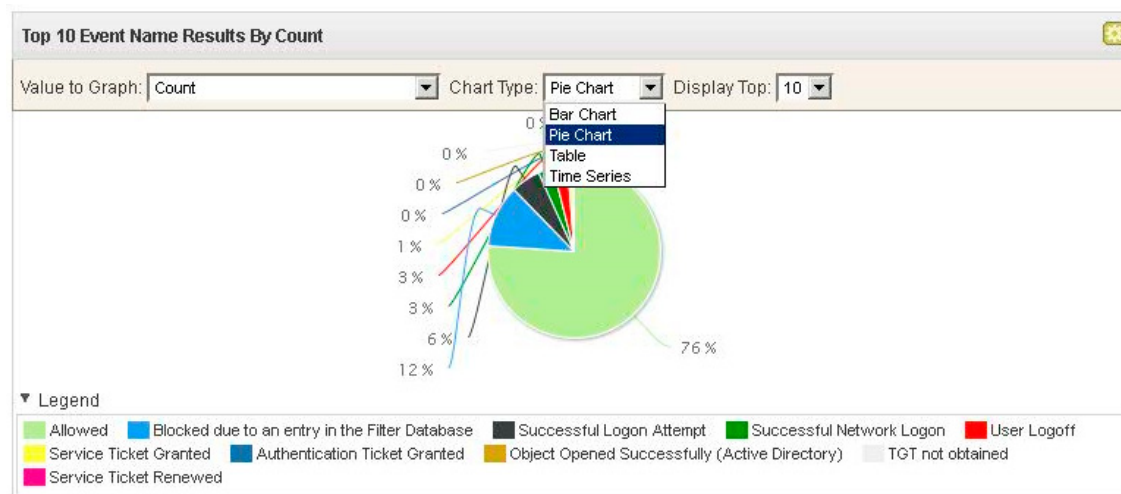 Top 10 Event Name Results By Count
Value to Graph: Count Chart Type: Pie Chart Display Top: 10
Bar Chart
Pie Chart
Table
Time Series
0
0 %
0 %
0 %
1 %
3 %
3 %
6 %
12 %
76 %
Legend
Allowed Blocked due to an entry in the Filter Database Successful Logon Attempt Successful Network Logon User Logoff
Service Ticket Granted Authentication Ticket Granted Object Opened Successfully (Active Directory) TGT not obtained
Service Ticket Renewed